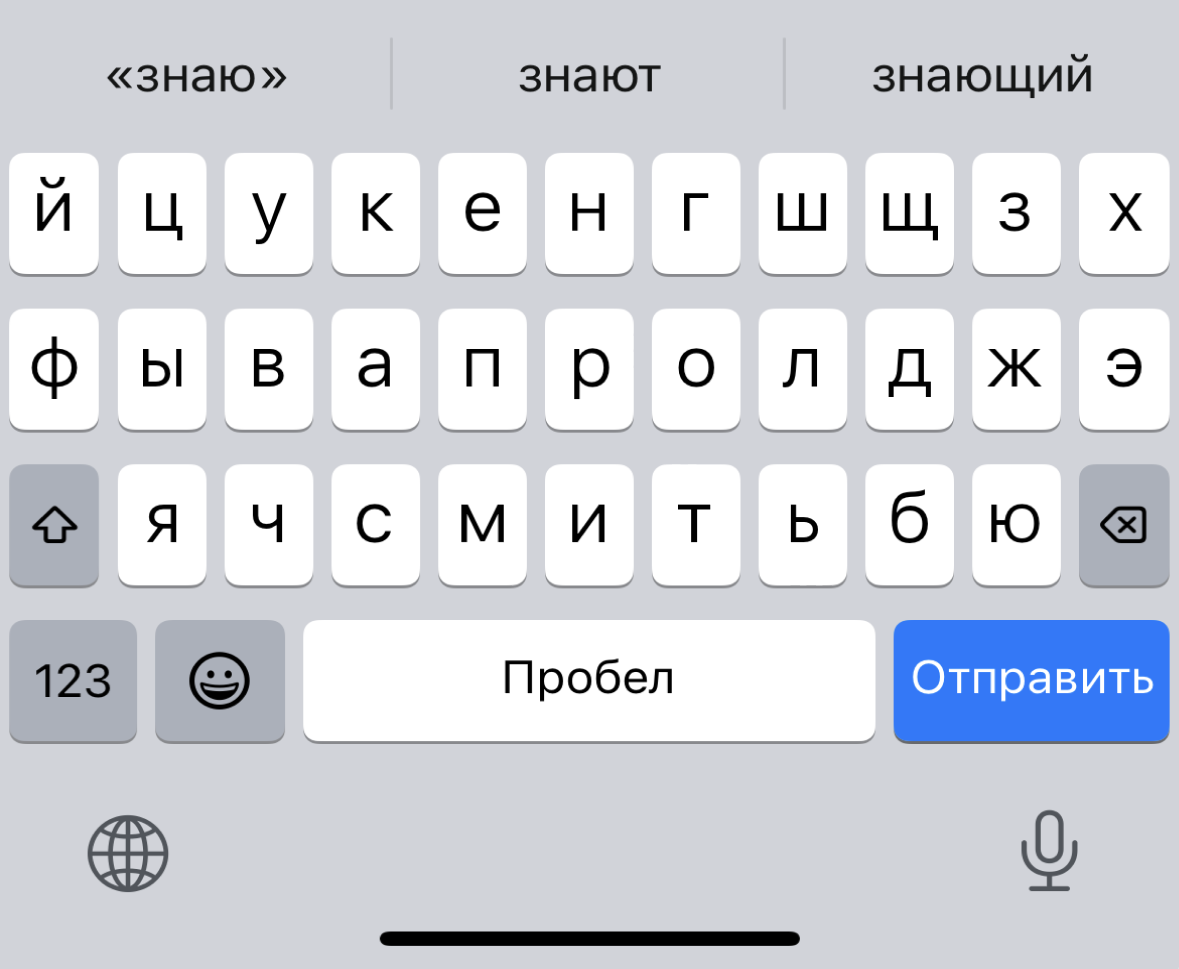 «знаю» знают знающий
й ц у к е н г ш щ з х
ф ы в а п р о л д ж э
я ч с м и т ь б ю
123 Пробел Отправить